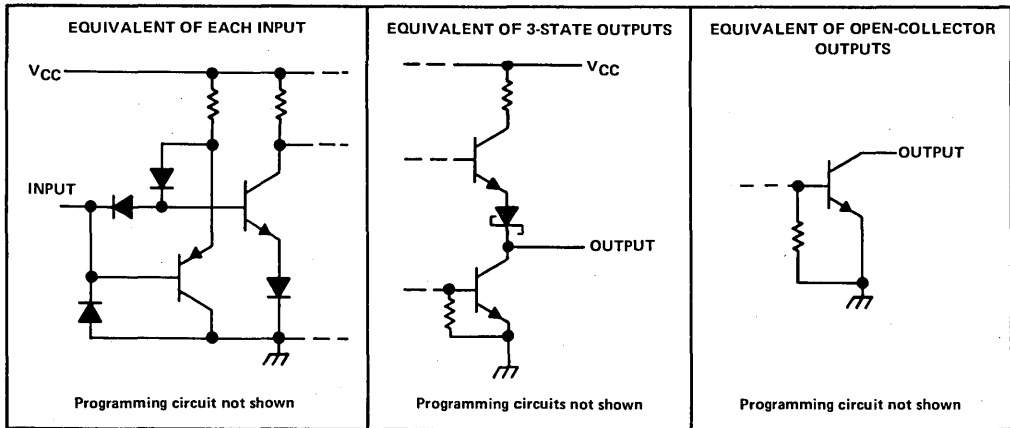 EQUIVALENT OF EACH INPUT
VCC
INPUT
Programming circuit not shown
EQUIVALENT OF 3-STATE OUTPUTS
VCC
OUTPUT
Programming circuits not shown
EQUIVALENT OF OPEN-COLLECTOR
OUTPUTS
OUTPUT
Programming circuit not shown